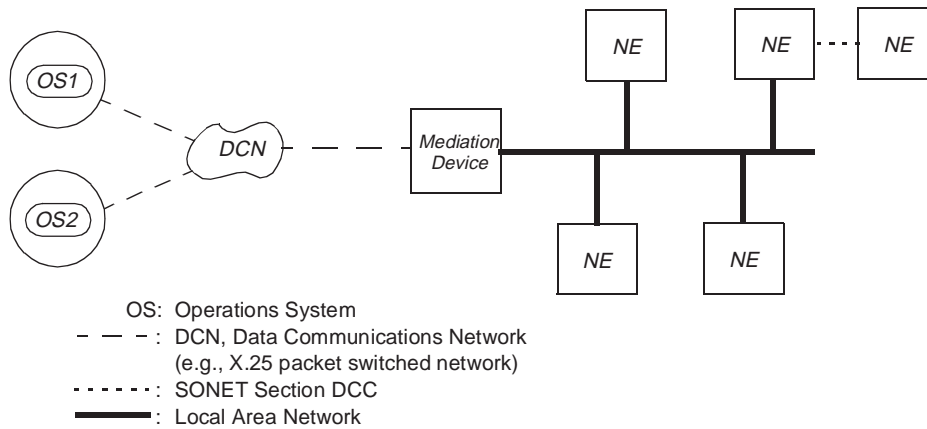 NE
NE
NE
OS1
DCN
Mediation
Device
OS2
NE
NE
OS: Operations System
: DCN, Data Communications Network
(e.g., X.25 packet switched network)
: SONET Section DCC
: Local Area Network